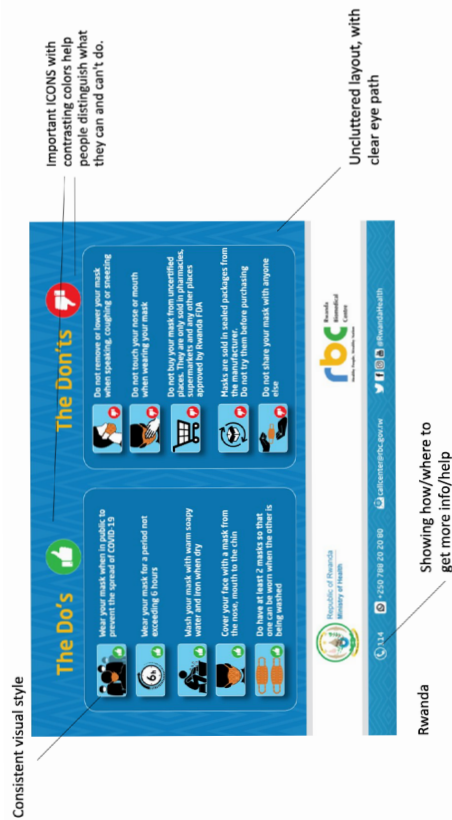 Consistent visual style
Important ICONS with
contrasting colors help
people distinguish what
they can and can't do.
The Do's
Wear your mask when in public to
prevent the spread of COVID-19
6h
Wear your mask for a period not
exceeding 6 hours
Wash your mask with warm soapy
water and iron when dry
Cover your face with a mask from
the nose, mouth to the chin
Do have at least 2 masks so that
one can be worn when the other is
being washed
The Don'ts
Do not remove or lower your mask
when speaking, coughing or sneezing
Do not touch your nose or mouth
when wearing your mask
Do not buy your mask from uncertified
places. They are only sold in pharmacies,
supermarkets and any other places
approved by Rwanda FDA
Masks are sold in sealed packages from
the manufacturer.
Do not try them before purchasing
Do not share your mask with anyone
else
Uncluttered layout, with
clear eye path
Republic of Rwanda
Ministry of Health
rbc
Rwanda
Biomedical
Centre
Healthy People, Wealthy Nation
114
+250 788 20 20 80
callcenter@rbc.gov.rw
@RwandaHealth
Rwanda
Showing how/where to
get more info/help